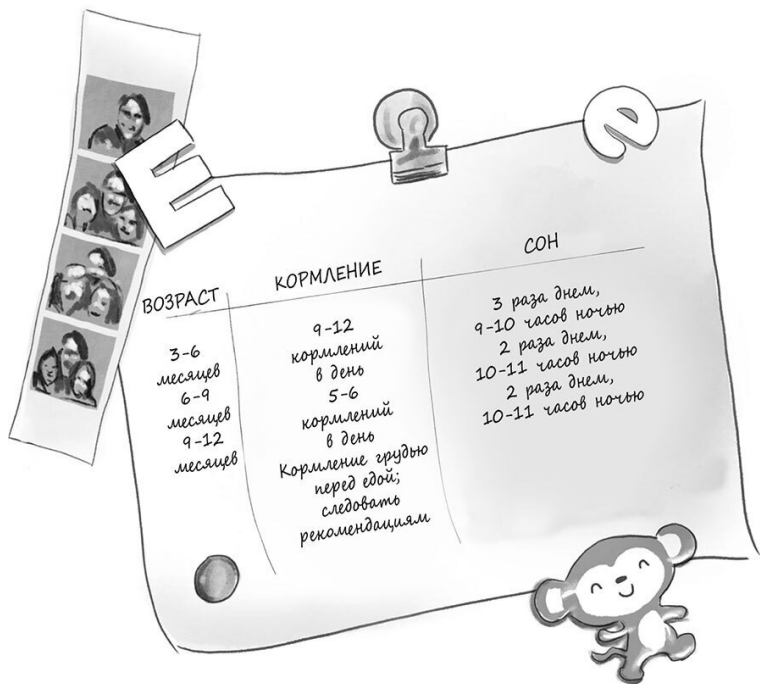 E
e
ВОЗРАСТ
КОРМЛЕНИЕ
СОН
3-6
месяцев
6-9
месяцев
9-12
месяцев
9-12
кормлений
в день
5-6
кормлений
в день
Кормление грудью
перед едой;
следовать
рекомендациям
3 раза днем,
9-10 часов ночью
2 раза днем,
10-11 часов ночью
2 раза днем,
10-11 часов ночью